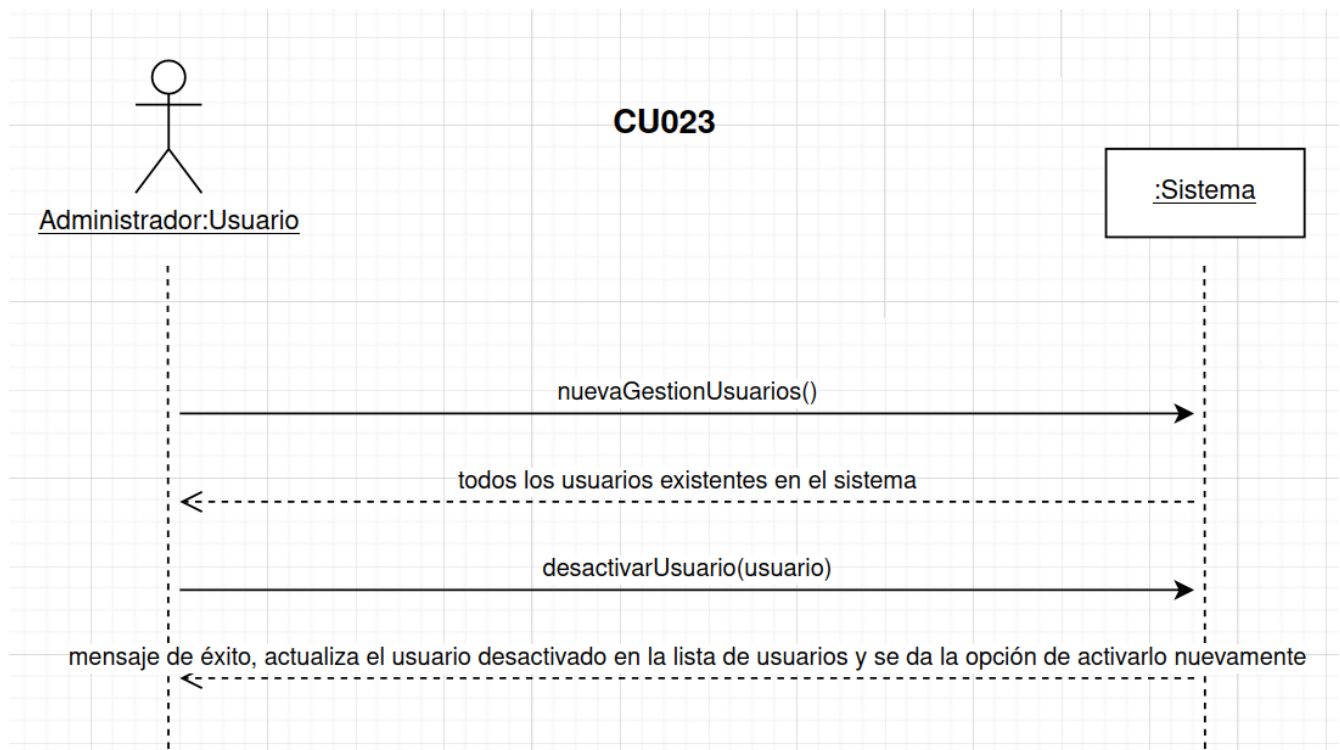 CU023
:Sistema
Administrador:Usuario
nuevaGestionUsuarios()
todos los usuarios existentes en el sistema
desactivarUsuario(usuario)
mensaje de éxito, actualiza el usuario desactivado en la lista de usuarios y se da la opción de activarlo nuevamente